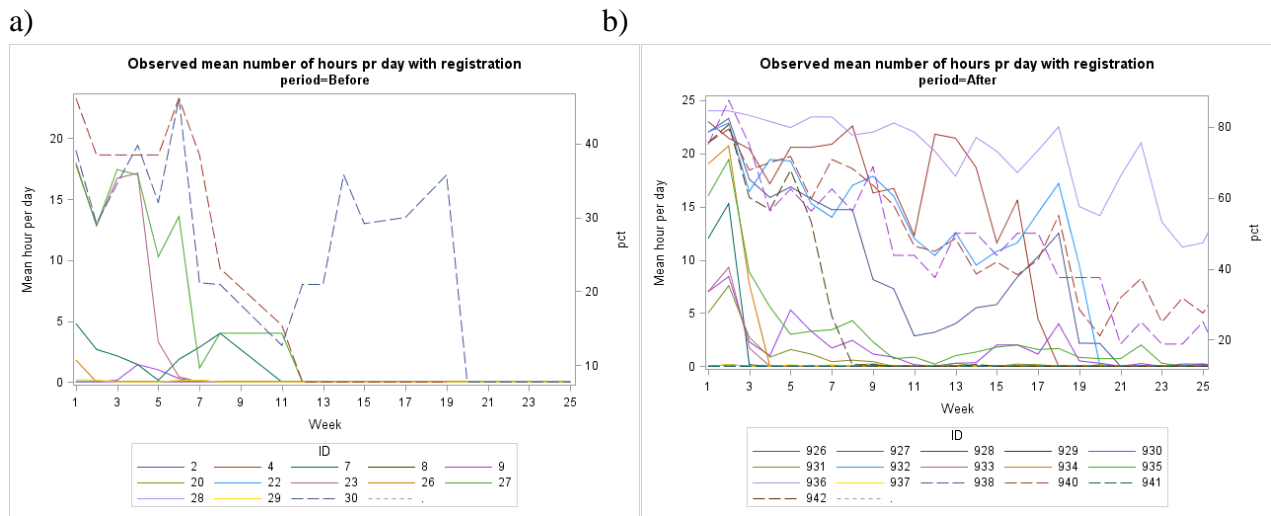 a)
b)
Observed mean number of hours pr day with registration
period=Before
20
15
10
5
0
Mean hour per day
40
30
20
10
pct
1 3 5 7 9 11 13 15 17 19 21 23 25
Week
ID
2 4 7 8 9
20 22 23 26 27
28 29 30 .
Observed mean number of hours pr day with registration
period=After
25
20
15
10
5
0
Mean hour per day
80
60
40
20
pct
1 3 5 7 9 11 13 15 17 19 21 23 25
Week
ID
926 927 928 929 930
931 932 933 934 935
936 937 938 940 941
942 .